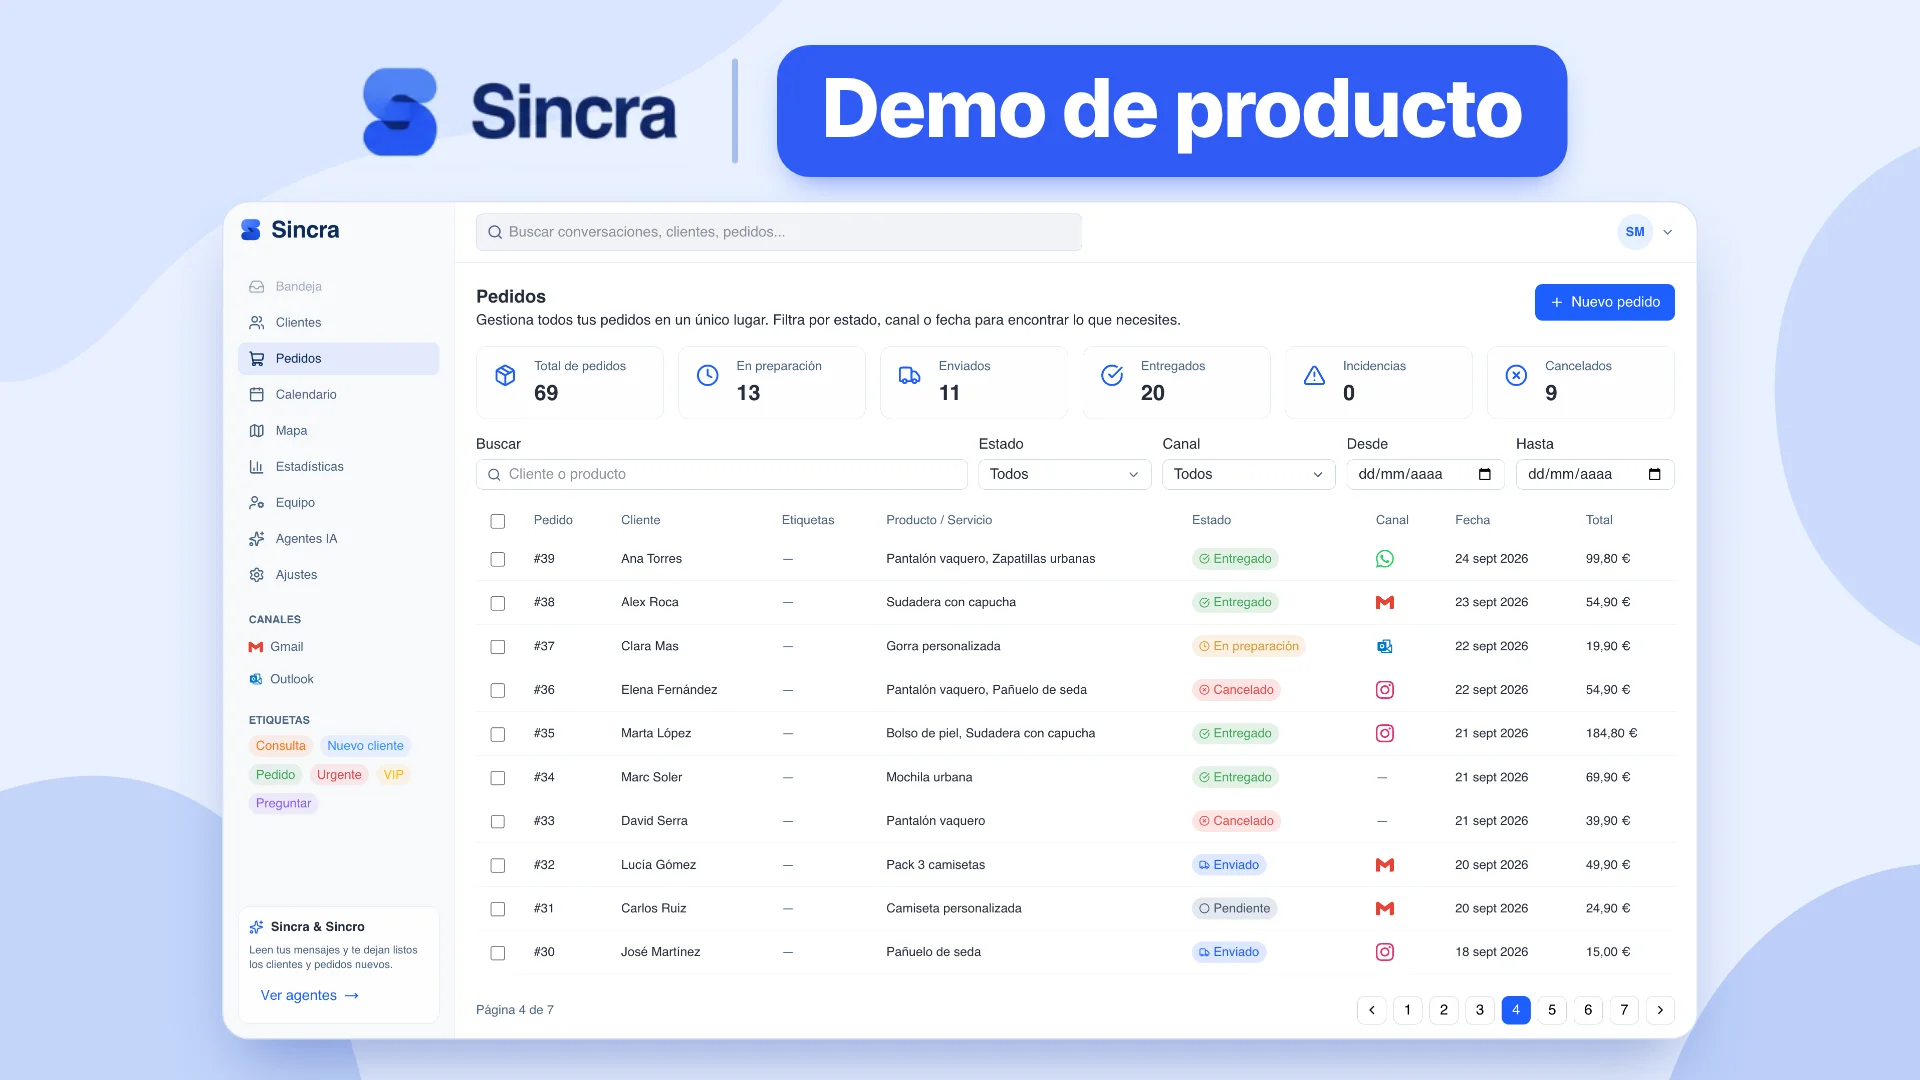 Sincra
Demo de producto
Sincra
Buscar conversaciones, clientes, pedidos...
SM
Bandeja
Clientes
Pedidos
Calendario
Mapa
Estadísticas
Equipo
Agentes IA
Ajustes
CANALES
Gmail
Outlook
ETIQUETAS
Consulta Nuevo cliente
Pedido Urgente VIP
Preguntar
Sincra & Sincro
Leen tus mensajes y te dejan listos
los clientes y pedidos nuevos.
Ver agentes →
Pedidos
Gestiona todos tus pedidos en un único lugar. Filtra por estado, canal o fecha para encontrar lo que necesites.
+ Nuevo pedido
Total de pedidos
69
En preparación
13
Enviados
11
Entregados
20
Incidencias
0
Cancelados
9
Buscar Estado Canal Desde Hasta
Cliente o producto Todos Todos dd/mm/aaaa dd/mm/aaaa
Pedido Cliente Etiquetas Producto / Servicio Estado Canal Fecha Total
#39 Ana Torres — Pantalón vaquero, Zapatillas urbanas Entregado 24 sept 2026 99,80 €
#38 Alex Roca — Sudadera con capucha Entregado 23 sept 2026 54,90 €
#37 Clara Mas — Gorra personalizada En preparación 22 sept 2026 19,90 €
#36 Elena Fernández — Pantalón vaquero, Pañuelo de seda Cancelado 22 sept 2026 54,90 €
#35 Marta López — Bolso de piel, Sudadera con capucha Entregado 21 sept 2026 184,80 €
#34 Marc Soler — Mochila urbana Entregado — 21 sept 2026 69,90 €
#33 David Serra — Pantalón vaquero Cancelado — 21 sept 2026 39,90 €
#32 Lucía Gómez — Pack 3 camisetas Enviado 20 sept 2026 49,90 €
#31 Carlos Ruiz — Camiseta personalizada Pendiente 20 sept 2026 24,90 €
#30 José Martínez — Pañuelo de seda Enviado 18 sept 2026 15,00 €
Página 4 de 7
1 2 3 4 5 6 7